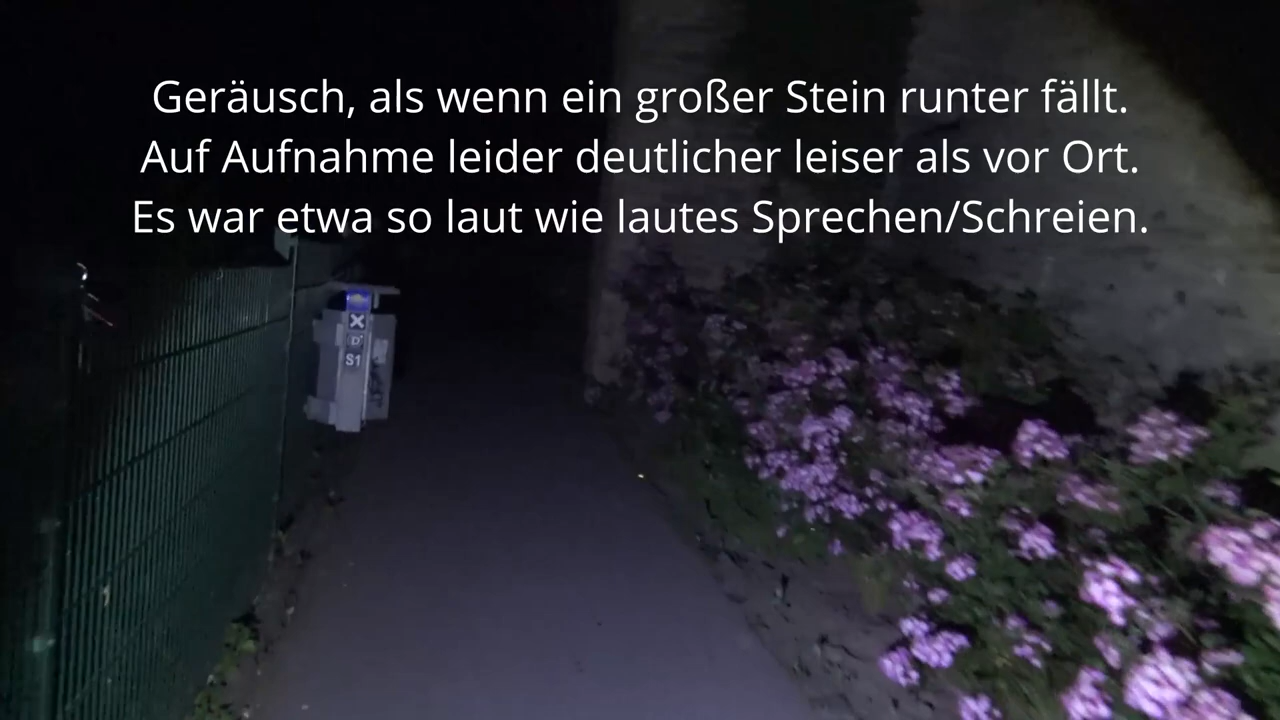 Geräusch, als wenn ein großer Stein runter fällt.
Auf Aufnahme leider deutlicher leiser als vor Ort.
Es war etwa so laut wie lautes Sprechen/Schreien.
X
D
S1